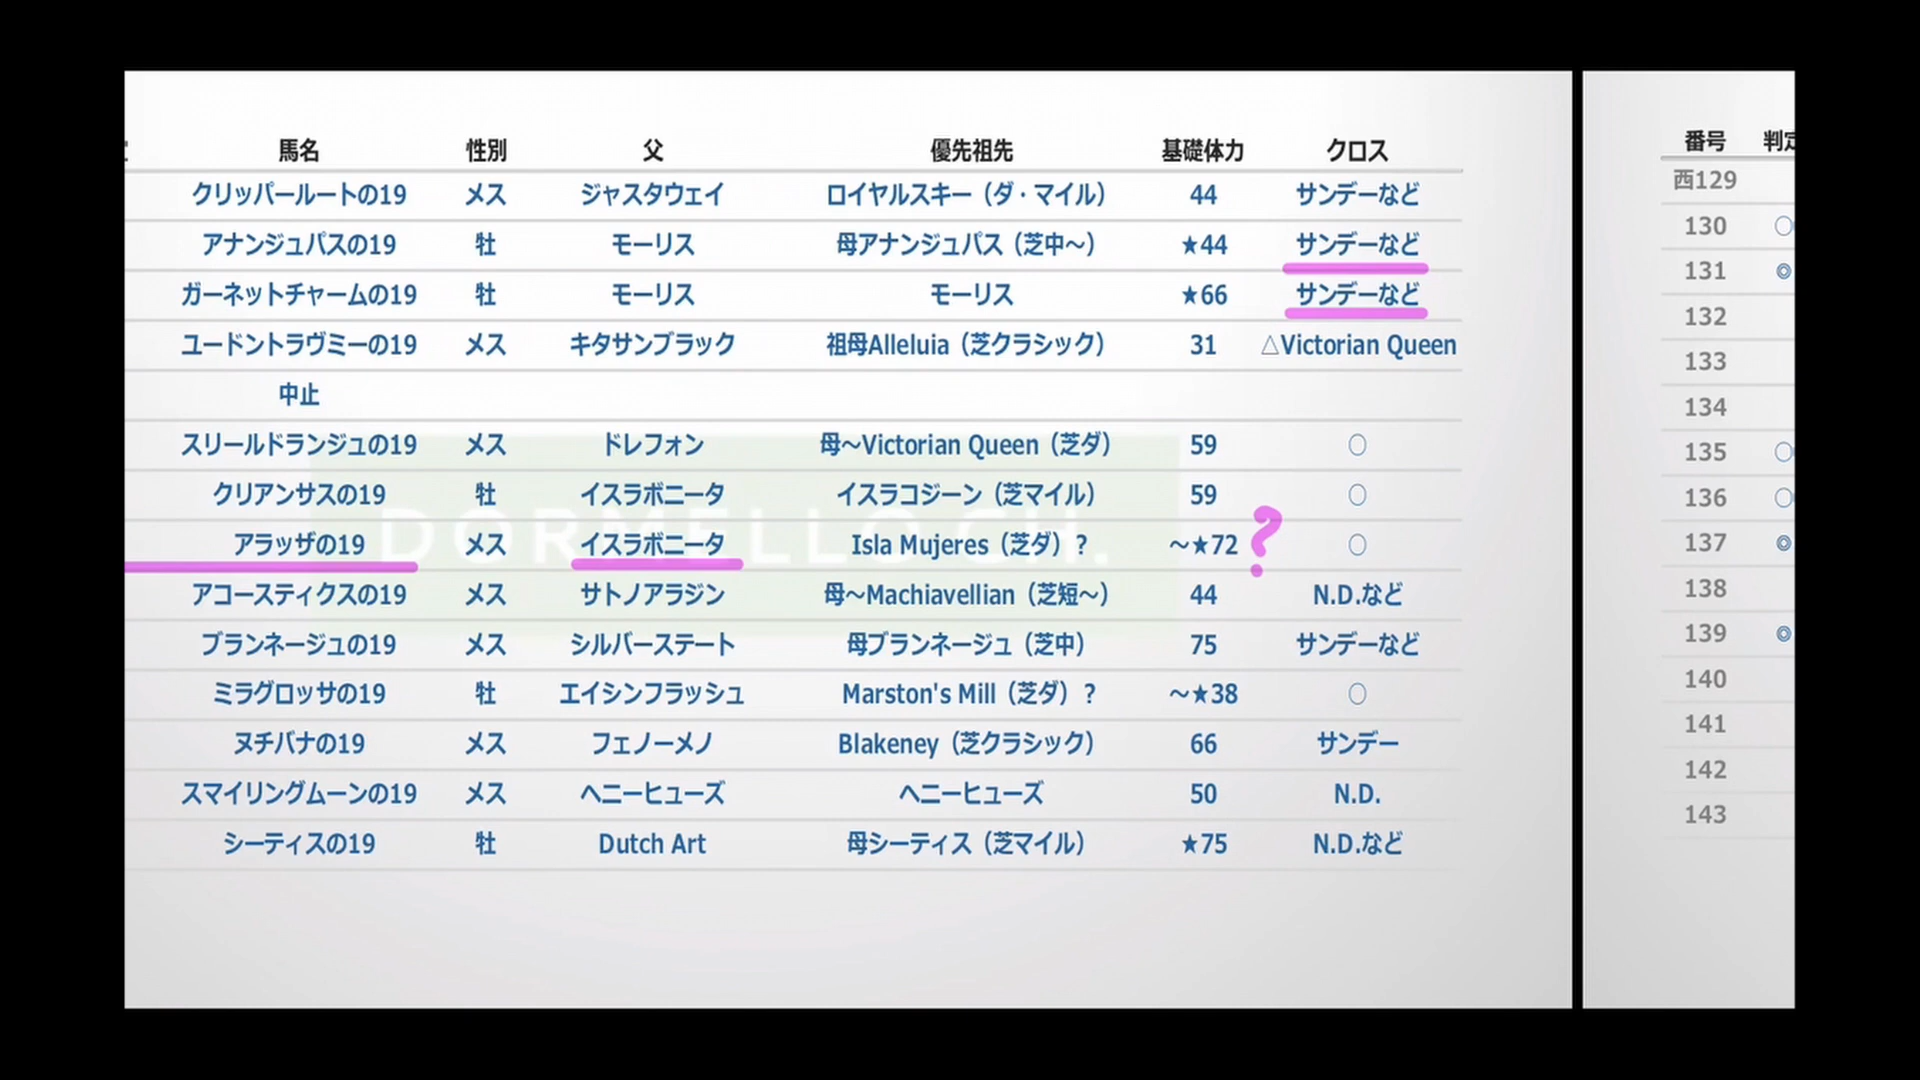 馬名 性別 父 優先祖先 基礎体力 クロス
クリッパールートの19 メス ジャスタウェイ ロイヤルスキー（ダ・マイル） 44 サンデーなど
アナンジュパスの19 牡 モーリス 母アナンジュパス（芝中〜） ★44 サンデーなど
ガーネットチャームの19 牡 モーリス モーリス ★66 サンデーなど
ユードントラヴミーの19 メス キタサンブラック 祖母Alleluia（芝クラシック） 31 △Victorian Queen
中止
スリールドランジュの19 メス ドレフォン 母〜Victorian Queen（芝ダ） 59 ○
クリアンサスの19 牡 イスラボニータ イスラコジーン（芝マイル） 59 ○
アラッザの19 メス イスラボニータ Isla Mujeres（芝ダ）? 〜★72 ? ○
アコースティクスの19 メス サトノアラジン 母〜Machiavellian（芝短〜） 44 N.D.など
ブランネージュの19 メス シルバーステート 母ブランネージュ（芝中） 75 サンデーなど
ミラグロッサの19 牡 エイシンフラッシュ Marston's Mill（芝ダ）? 〜★38 ○
ヌチバナの19 メス フェノーメノ Blakeney（芝クラシック） 66 サンデー
スマイリングムーンの19 メス ヘニーヒューズ ヘニーヒューズ 50 N.D.
シーティスの19 牡 Dutch Art 母シーティス（芝マイル） ★75 N.D.など
DORMELLO CH.
番号 判定
西129
130 ○
131 ◎
132
133
134
135 ○
136 ○
137 ◎
138
139 ◎
140
141
142
143